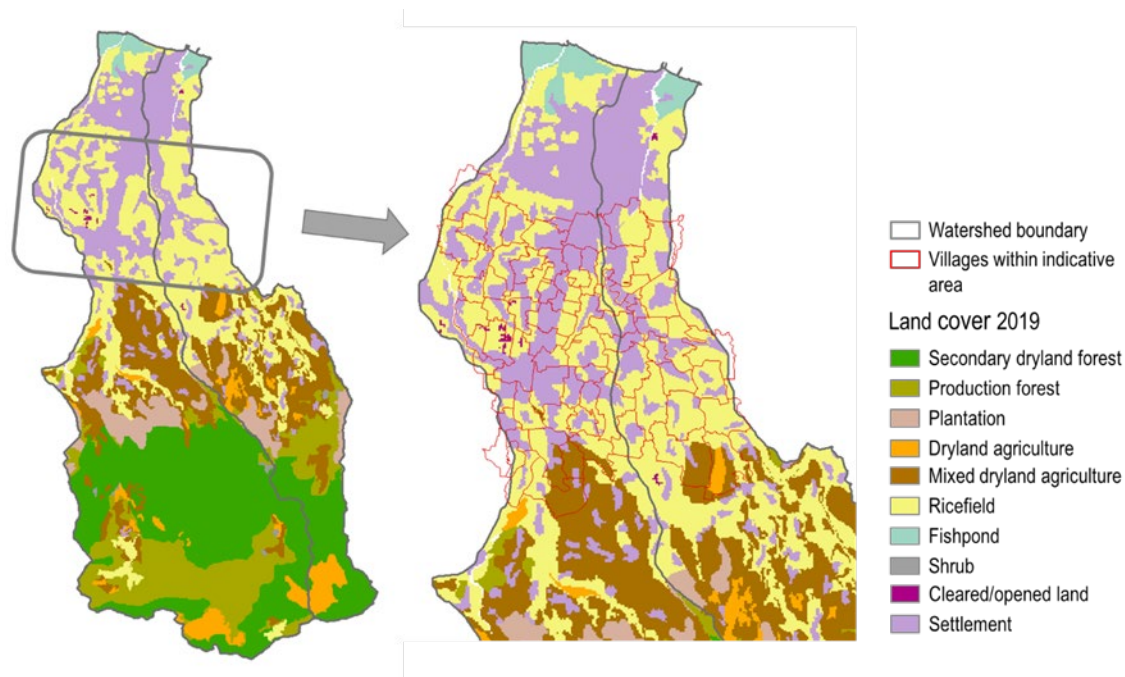 Watershed boundary
Villages within indicative
area
Land cover 2019
Secondary dryland forest
Production forest
Plantation
Dryland agriculture
Mixed dryland agriculture
Ricefield
Fishpond
Shrub
Cleared/opened land
Settlement